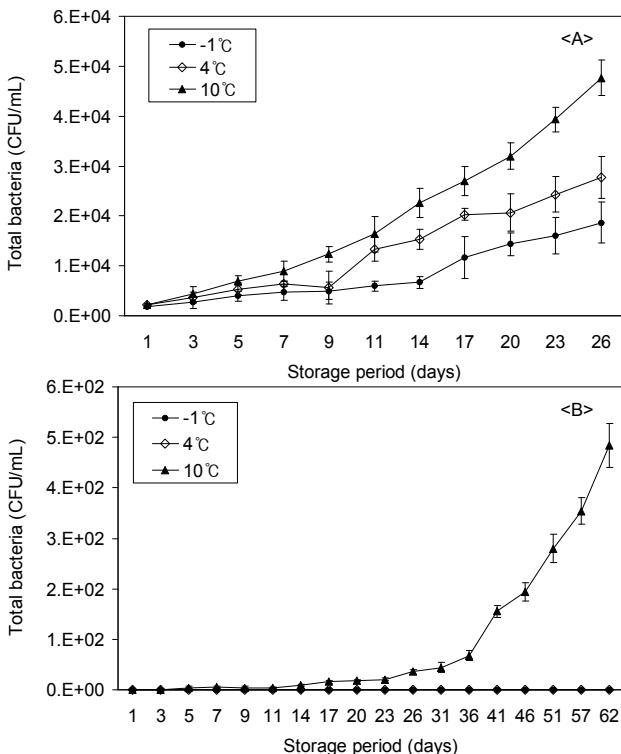 6.E+04
<A>
-1℃
5.E+04
4℃
10℃
4.E+04
3.E+04
2.E+04
1.E+04
0.E+00
Total bacteria (CFU/mL)
1 3 5 7 9 11 14 17 20 23 26
Storage period (days)
6.E+02
<B>
-1℃
5.E+02
4℃
10℃
4.E+02
3.E+02
2.E+02
1.E+02
0.E+00
Total bacteria (CFU/mL)
1 3 5 7 9 11 14 17 20 23 26 31 36 41 46 51 57 62
Storage period (days)